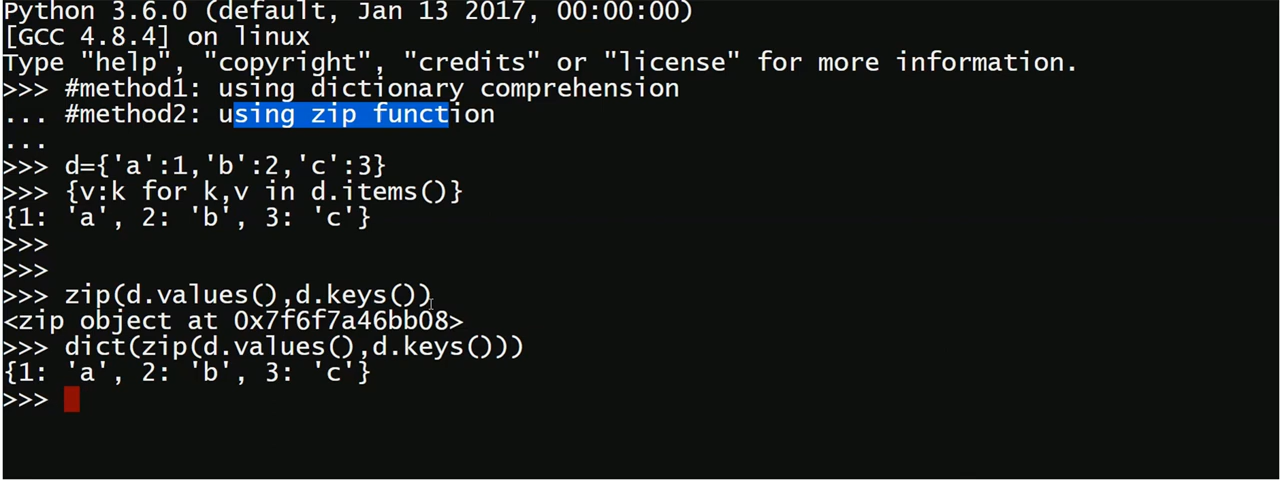 Python 3.6.0 (default, Jan 13 2017, 00:00:00)
[GCC 4.8.4] on linux
Type "help", "copyright", "credits" or "license" for more information.
>>> #method1: using dictionary comprehension
... #method2: using zip function
...
>>> d={'a':1,'b':2,'c':3}
>>> {v:k for k,v in d.items()}
{1: 'a', 2: 'b', 3: 'c'}
>>>
>>>
>>> zip(d.values(),d.keys())
<zip object at 0x7f6f7a46bb08>
>>> dict(zip(d.values(),d.keys()))
{1: 'a', 2: 'b', 3: 'c'}
>>>